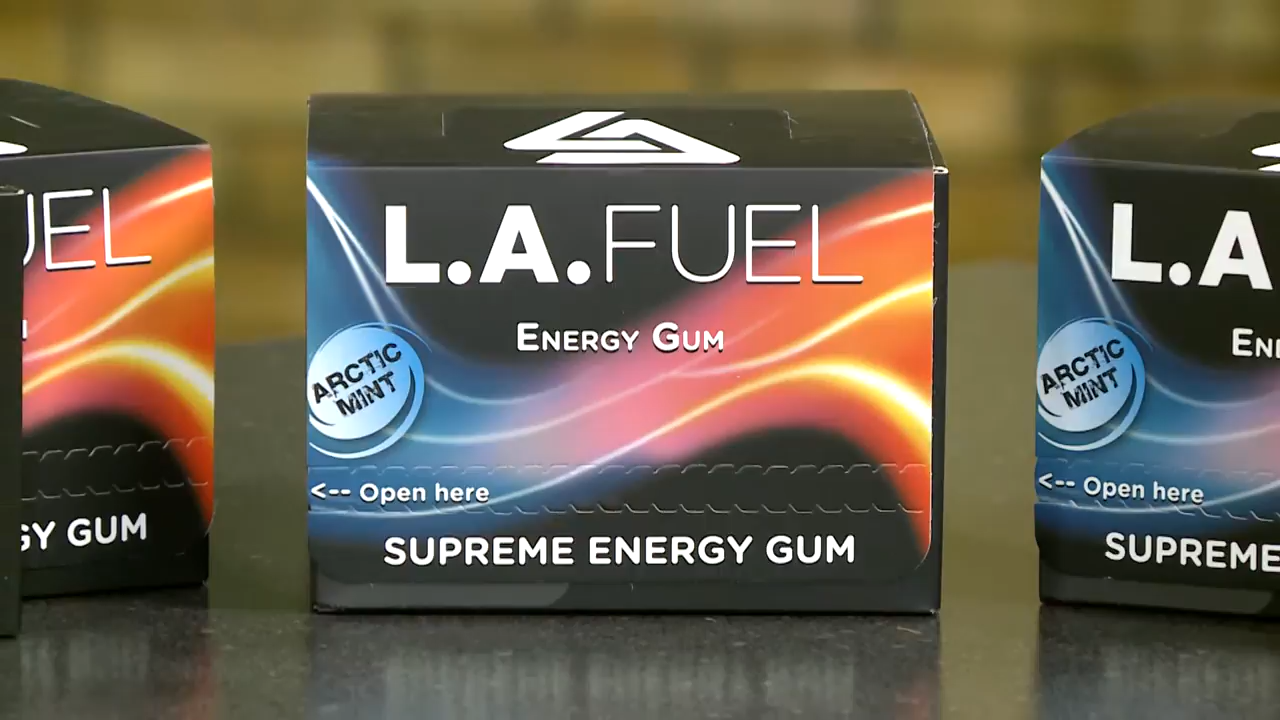 UEL
GY GUM
L.A.FUEL
ENERGY GUM
ARCTIC
MINT
<-- Open here
SUPREME ENERGY GUM
L.A
EN
ARCTIC
MINT
<-- Open here
SUPREME